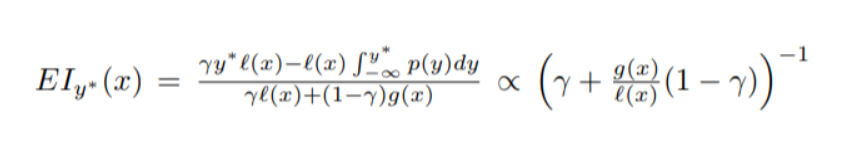 $EI_{y^*}(x) = \frac{\gamma y^* \ell(x) - \ell(x) \int_{-\infty}^{y^*} p(y)dy}{\gamma \ell(x) + (1-\gamma) g(x)} \propto \left( \gamma + \frac{g(x)}{\ell(x)} (1 - \gamma) \right)^{-1}$